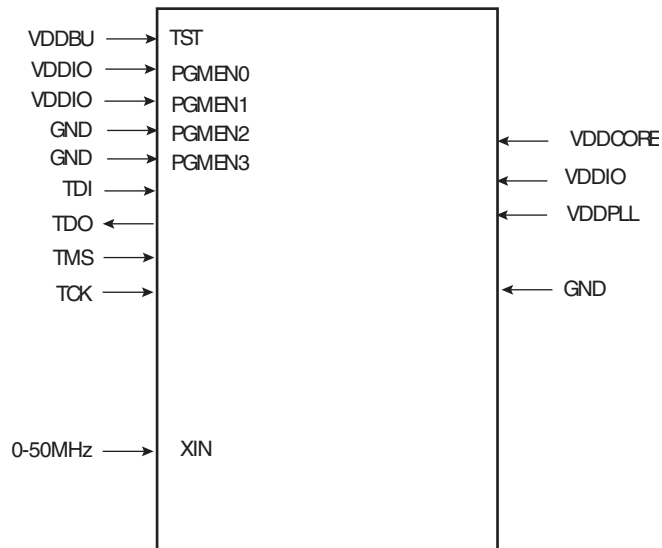 VDDBU TST
VDDIO PGMEN0
VDDIO PGMEN1
GND PGMEN2
GND PGMEN3
TDI
TDO
TMS
TCK
0-50MHz XIN
VDDCORE
VDDIO
VDDPLL
GND